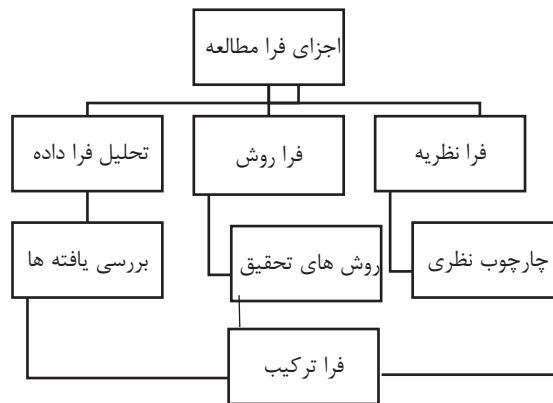 اجزای فرا مطالعه
فرا نظریه
فرا روش
تحلیل فرا داده
چارچوب نظری
روش های تحقیق
بررسی یافته ها
فرا ترکیب